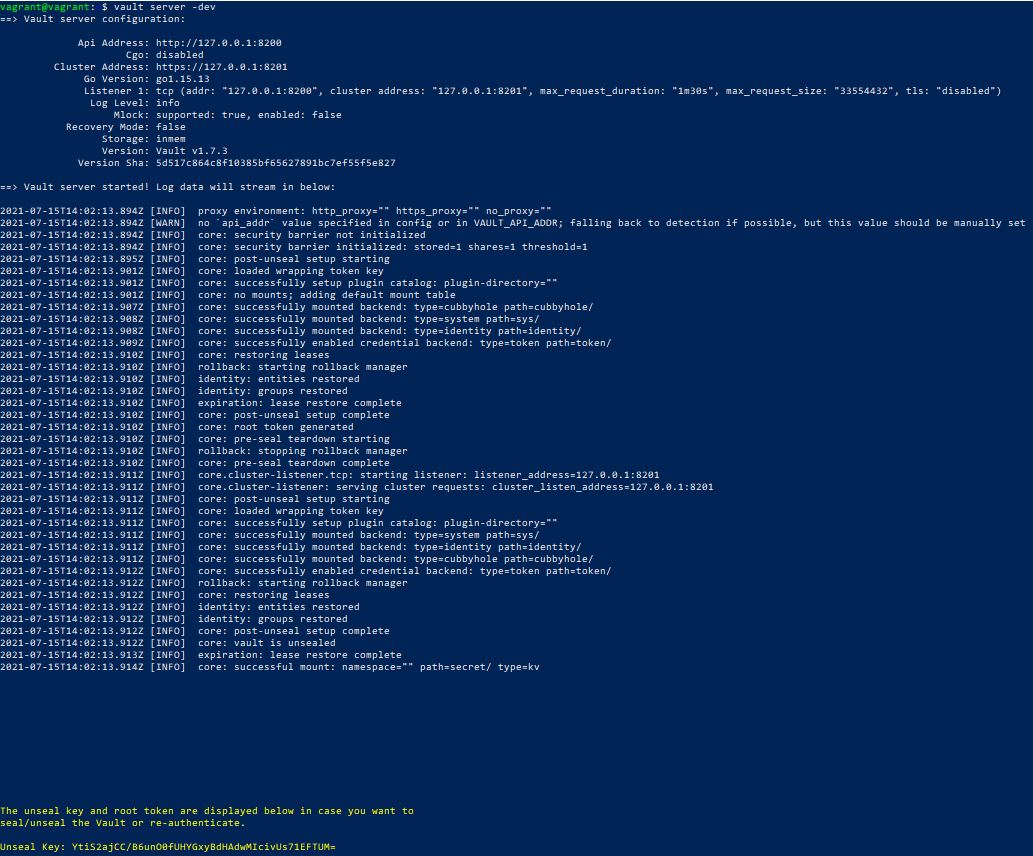 vagrant@vagrant: $ vault server -dev
==> Vault server configuration:
Api Address: http://127.0.0.1:8200
Cgo: disabled
Cluster Address: https://127.0.0.1:8201
Go Version: go1.15.13
Listener 1: tcp (addr: "127.0.0.1:8200", cluster address: "127.0.0.1:8201", max_request_duration: "1m30s", max_request_size: "33554432", tls: "disabled")
Log Level: info
Mlock: supported: true, enabled: false
Recovery Mode: false
Storage: inmem
Version: Vault v1.7.3
Version Sha: 5d517c864c8f10385bf65627891bc7ef55f5e827
==> Vault server started! Log data will stream in below:
2021-07-15T14:02:13.894Z [INFO]  proxy environment: http_proxy="" https_proxy="" no_proxy=""
2021-07-15T14:02:13.894Z [WARN]  no `api_addr` value specified in config or in VAULT_API_ADDR; falling back to detection if possible, but this value should be manually set
2021-07-15T14:02:13.894Z [INFO]  core: security barrier not initialized
2021-07-15T14:02:13.894Z [INFO]  core: security barrier initialized: stored=1 shares=1 threshold=1
2021-07-15T14:02:13.895Z [INFO]  core: post-unseal setup starting
2021-07-15T14:02:13.901Z [INFO]  core: loaded wrapping token key
2021-07-15T14:02:13.901Z [INFO]  core: successfully setup plugin catalog: plugin-directory=""
2021-07-15T14:02:13.901Z [INFO]  core: no mounts; adding default mount table
2021-07-15T14:02:13.907Z [INFO]  core: successfully mounted backend: type=cubbyhole path=cubbyhole/
2021-07-15T14:02:13.908Z [INFO]  core: successfully mounted backend: type=system path=sys/
2021-07-15T14:02:13.908Z [INFO]  core: successfully mounted backend: type=identity path=identity/
2021-07-15T14:02:13.909Z [INFO]  core: successfully enabled credential backend: type=token path=token/
2021-07-15T14:02:13.910Z [INFO]  core: restoring leases
2021-07-15T14:02:13.910Z [INFO]  rollback: starting rollback manager
2021-07-15T14:02:13.910Z [INFO]  identity: entities restored
2021-07-15T14:02:13.910Z [INFO]  identity: groups restored
2021-07-15T14:02:13.910Z [INFO]  expiration: lease restore complete
2021-07-15T14:02:13.910Z [INFO]  core: post-unseal setup complete
2021-07-15T14:02:13.910Z [INFO]  core: root token generated
2021-07-15T14:02:13.910Z [INFO]  core: pre-seal teardown starting
2021-07-15T14:02:13.910Z [INFO]  rollback: stopping rollback manager
2021-07-15T14:02:13.910Z [INFO]  core: pre-seal teardown complete
2021-07-15T14:02:13.911Z [INFO]  core.cluster-listener.tcp: starting listener: listener_address=127.0.0.1:8201
2021-07-15T14:02:13.911Z [INFO]  core.cluster-listener: serving cluster requests: cluster_listen_address=127.0.0.1:8201
2021-07-15T14:02:13.911Z [INFO]  core: post-unseal setup starting
2021-07-15T14:02:13.911Z [INFO]  core: loaded wrapping token key
2021-07-15T14:02:13.911Z [INFO]  core: successfully setup plugin catalog: plugin-directory=""
2021-07-15T14:02:13.911Z [INFO]  core: successfully mounted backend: type=system path=sys/
2021-07-15T14:02:13.911Z [INFO]  core: successfully mounted backend: type=identity path=identity/
2021-07-15T14:02:13.911Z [INFO]  core: successfully mounted backend: type=cubbyhole path=cubbyhole/
2021-07-15T14:02:13.912Z [INFO]  core: successfully enabled credential backend: type=token path=token/
2021-07-15T14:02:13.912Z [INFO]  rollback: starting rollback manager
2021-07-15T14:02:13.912Z [INFO]  core: restoring leases
2021-07-15T14:02:13.912Z [INFO]  identity: entities restored
2021-07-15T14:02:13.912Z [INFO]  identity: groups restored
2021-07-15T14:02:13.912Z [INFO]  core: post-unseal setup complete
2021-07-15T14:02:13.912Z [INFO]  core: vault is unsealed
2021-07-15T14:02:13.913Z [INFO]  expiration: lease restore complete
2021-07-15T14:02:13.914Z [INFO]  core: successful mount: namespace="" path=secret/ type=kv
The unseal key and root token are displayed below in case you want to
seal/unseal the Vault or re-authenticate.
Unseal Key: YtiS2ajCC/B6unO0fUHYGxyBdHAdwMIcivUs71EFTUM=